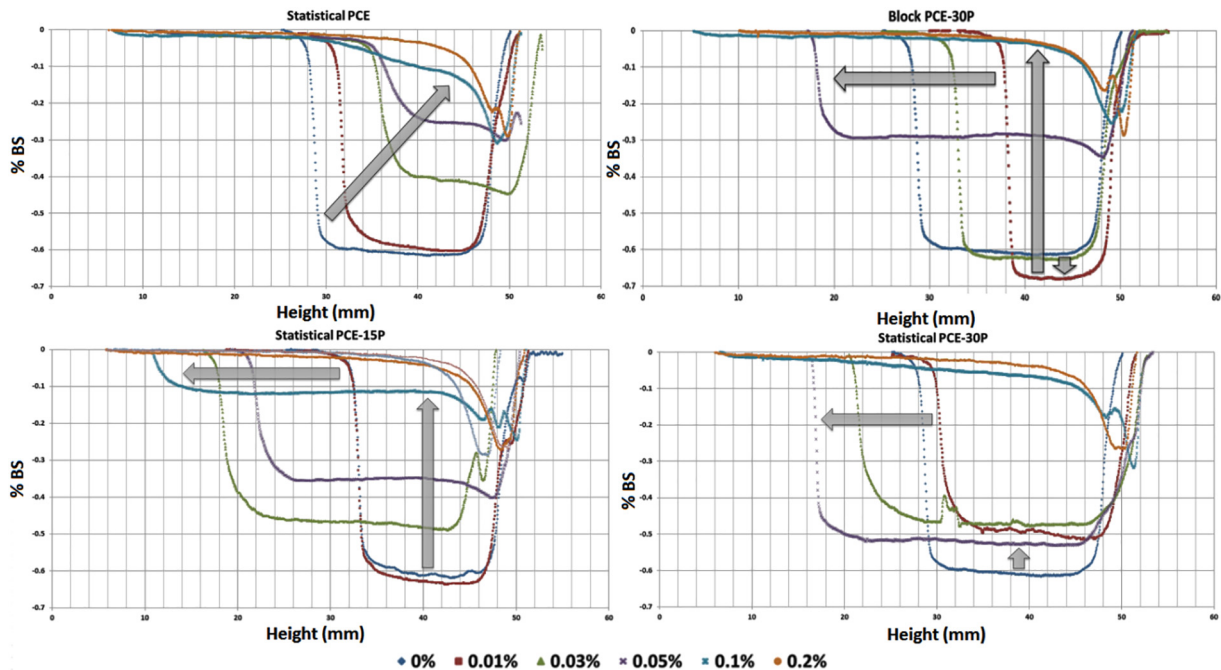 Statistical PCE
0
-0.1
-0.2
-0.3
-0.4
-0.5
-0.6
-0.7
% BS
0 10 20 30 40 50 60
Height (mm)
Block PCE-30P
0
-0.1
-0.2
-0.3
-0.4
-0.5
-0.6
-0.7
% BS
0 10 20 30 40 50 60
Height (mm)
Statistical PCE-15P
0
-0.1
-0.2
-0.3
-0.4
-0.5
-0.6
-0.7
% BS
0 10 20 30 40 50 60
Height (mm)
Statistical PCE-30P
0
-0.1
-0.2
-0.3
-0.4
-0.5
-0.6
-0.7
% BS
0 10 20 30 40 50 60
Height (mm)
0% 0.01% 0.03% 0.05% 0.1% 0.2%